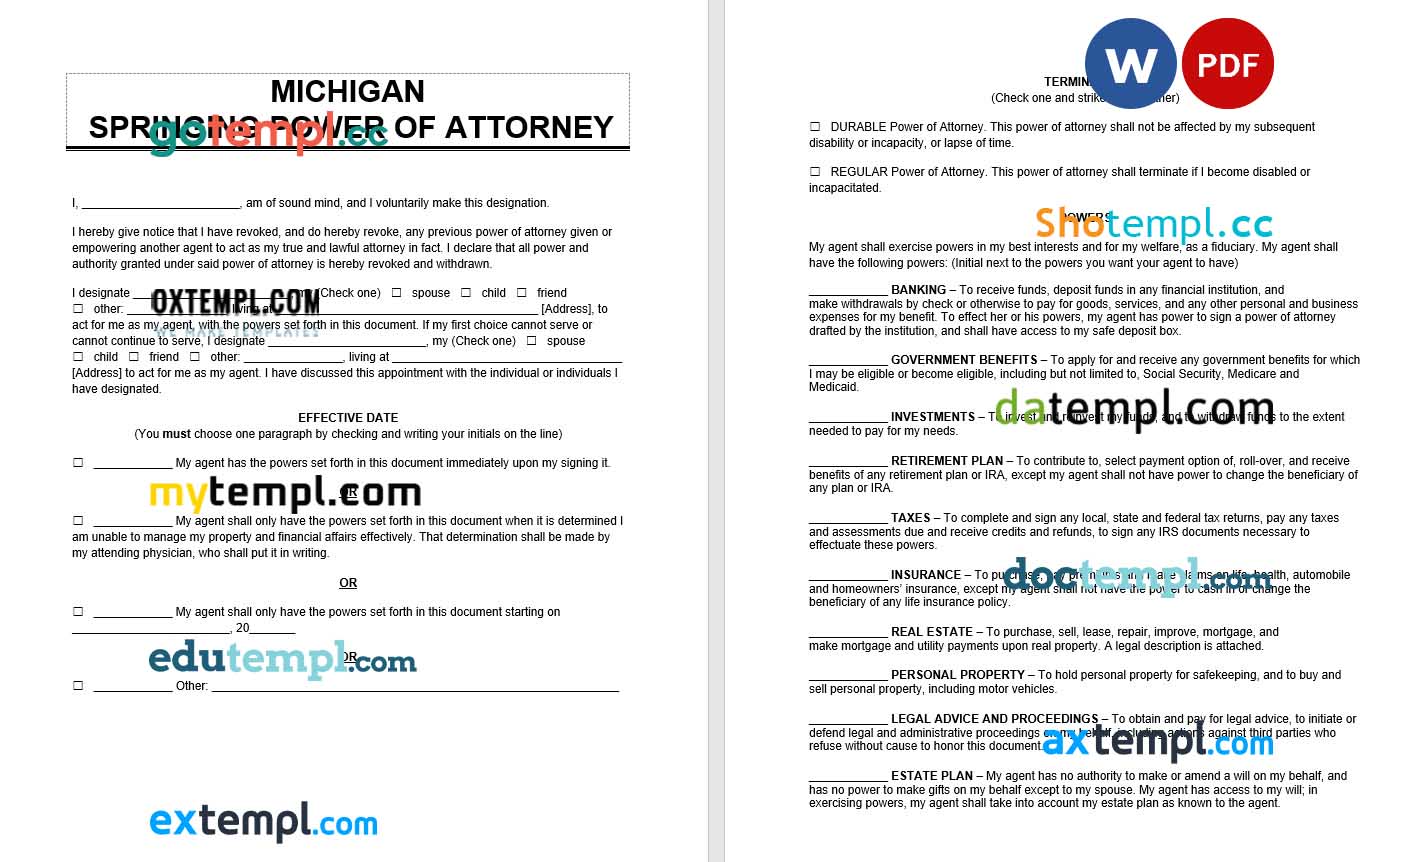 MICHIGAN
SPRINGING POWER OF ATTORNEY
gotempl.cc
I, ________________________, am of sound mind, and I voluntarily make this designation.
I hereby give notice that I have revoked, and do hereby revoke, any previous power of attorney given or
empowering another agent to act as my true and lawful attorney in fact. I declare that all power and
authority granted under said power of attorney is hereby revoked and withdrawn.
I designate ________________________, my (Check one) ☐ spouse ☐ child ☐ friend
OXTEMPL.COM
☐ other: _______________, living at ________________________________________ [Address], to
act for me as my agent, with the powers set forth in this document. If my first choice cannot serve or
WE MAKE TEMPLATES
cannot continue to serve, I designate ________________________, my (Check one) ☐ spouse
☐ child ☐ friend ☐ other: _______________, living at ___________________________________
[Address] to act for me as my agent. I have discussed this appointment with the individual or individuals I
have designated.
EFFECTIVE DATE
(You must choose one paragraph by checking and writing your initials on the line)
☐ ____________ My agent has the powers set forth in this document immediately upon my signing it.
mytempl.com
OR
☐ ____________ My agent shall only have the powers set forth in this document when it is determined I
am unable to manage my property and financial affairs effectively. That determination shall be made by
my attending physician, who shall put it in writing.
OR
☐ ____________ My agent shall only have the powers set forth in this document starting on
________________________, 20_______
edutempl.com
OR
☐ ____________ Other: ______________________________________________________________
extempl.com
W PDF
(Check one and strike
DURABLE Power of Attorney. This power of attorney shall not be affected by my subsequent
disability or incapacity, or lapse of time.
☐ REGULAR Power of Attorney. This power of attorney shall terminate if I become disabled or
incapacitated.
POWERS
Shotempl.cc
My agent shall exercise powers in my best interests and for my welfare, as a fiduciary. My agent shall
have the following powers: (Initial next to the powers you want your agent to have)
____________ BANKING – To receive funds, deposit funds in any financial institution, and
make withdrawals by check or otherwise to pay for goods, services, and any other personal and business
expenses for my benefit. To effect her or his powers, my agent has power to sign a power of attorney
drafted by the institution, and shall have access to my safe deposit box.
____________ GOVERNMENT BENEFITS – To apply for and receive any government benefits for which
I may be eligible or become eligible, including but not limited to, Social Security, Medicare and
Medicaid.
datempl.com
____________ INVESTMENTS – To invest and reinvest my funds, and to withdraw funds to the extent
needed to pay for my needs.
____________ RETIREMENT PLAN – To contribute to, select payment option of, roll-over, and receive
benefits of any retirement plan or IRA, except my agent shall not have power to change the beneficiary of
any plan or IRA.
____________ TAXES – To complete and sign any local, state and federal tax returns, pay any taxes
and assessments due and receive credits and refunds, to sign any IRS documents necessary to
effectuate these powers.
doctempl.com
____________ INSURANCE – To purchase, pay premiums and make claims on life, health, automobile
and homeowners' insurance, except my agent shall not have the power to cash in or change the
beneficiary of any life insurance policy.
____________ REAL ESTATE – To purchase, sell, lease, repair, improve, mortgage, and
make mortgage and utility payments upon real property. A legal description is attached.
____________ PERSONAL PROPERTY – To hold personal property for safekeeping, and to buy and
sell personal property, including motor vehicles.
____________ LEGAL ADVICE AND PROCEEDINGS – To obtain and pay for legal advice, to initiate or
defend legal and administrative proceedings on my behalf, including actions against third parties who
refuse without cause to honor this document.
axtempl.com
____________ ESTATE PLAN – My agent has no authority to make or amend a will on my behalf, and
has no power to make gifts on my behalf except to my spouse. My agent has access to my will; in
exercising powers, my agent shall take into account my estate plan as known to the agent.